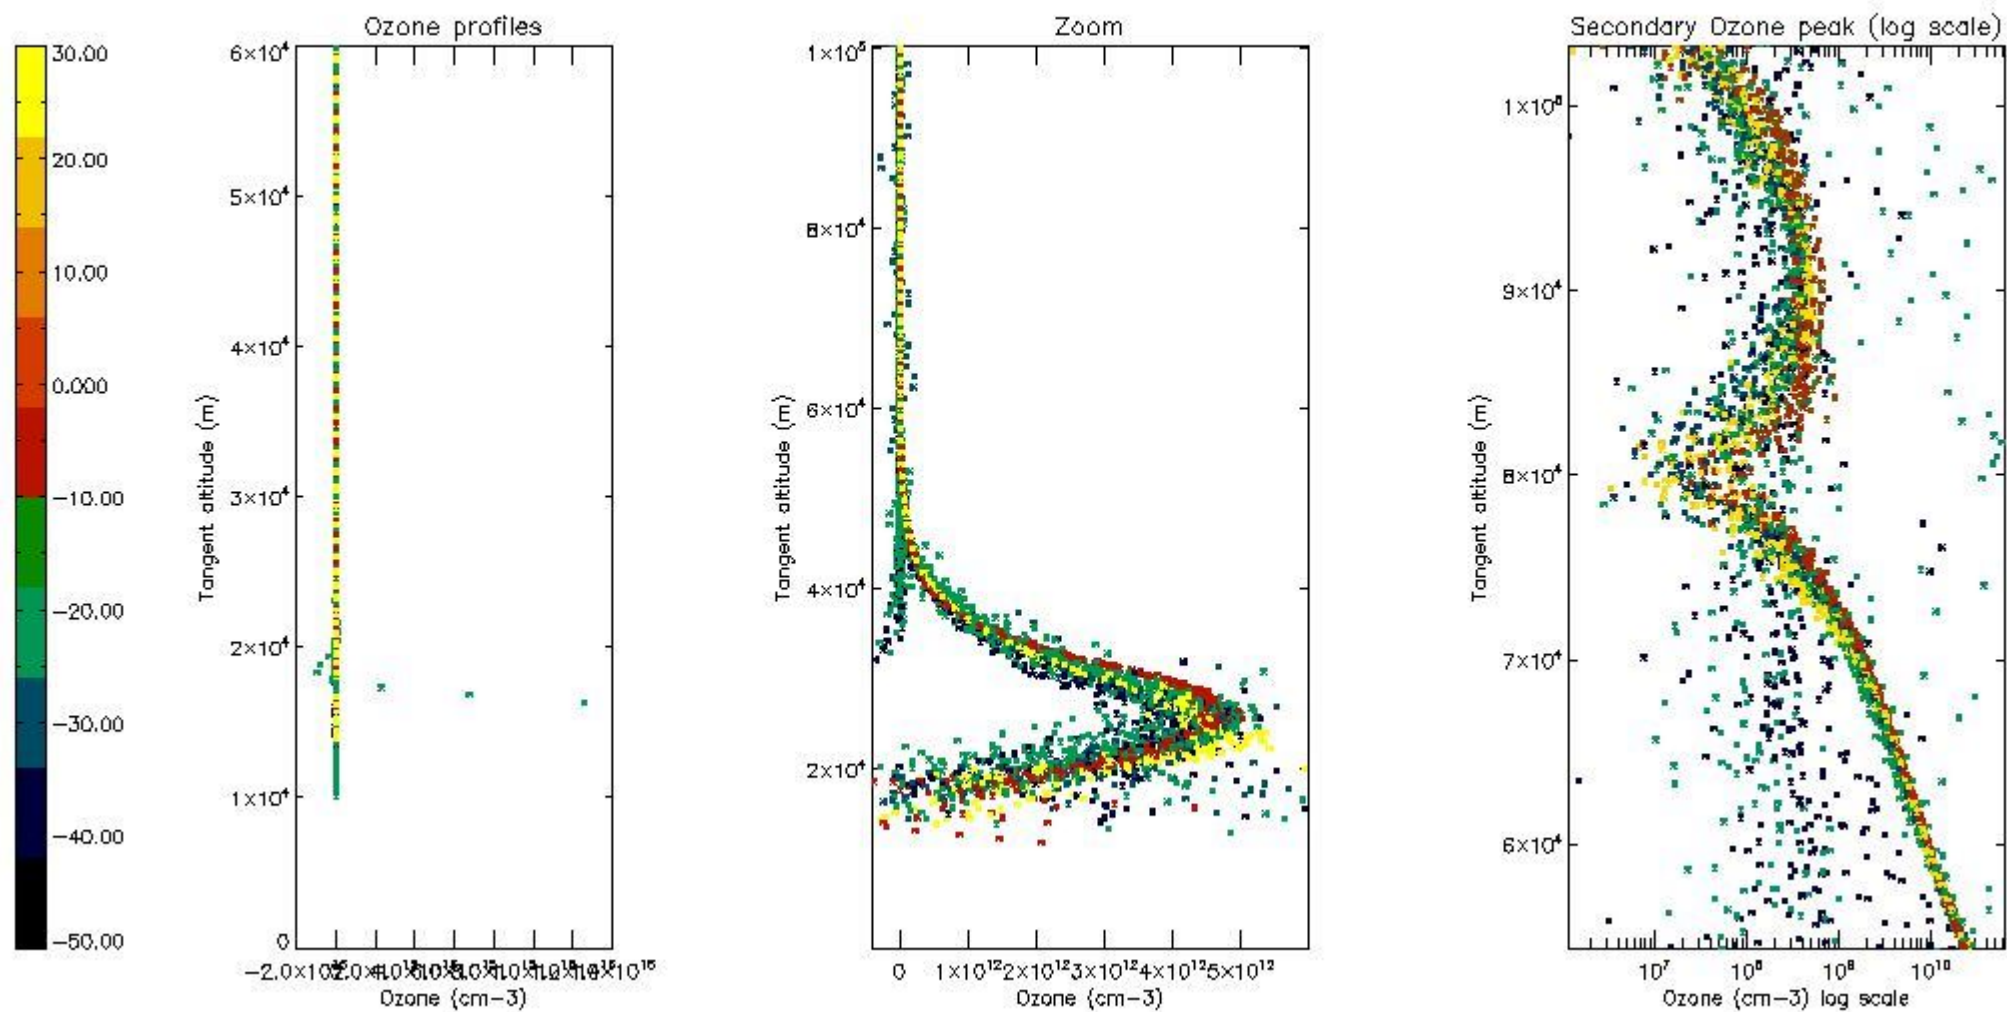 Ozone profiles
Zoom
Secondary Ozone peak (log scale)
30.00
20.00
10.00
0.000
-10.00
-20.00
-30.00
-40.00
-50.00
6×10⁴
5×10⁴
4×10⁴
3×10⁴
2×10⁴
1×10⁴
0
Tangent altitude (m)
Ozone (cm-3)
1×10⁵
8×10⁴
6×10⁴
4×10⁴
2×10⁴
Tangent altitude (m)
0 1×10¹² 2×10¹² 3×10¹² 4×10¹² 5×10¹²
Ozone (cm-3)
1×10⁵
9×10⁴
8×10⁴
7×10⁴
6×10⁴
Tangent altitude (m)
10⁷ 10⁸ 10⁹ 10¹⁰
Ozone (cm-3) log scale